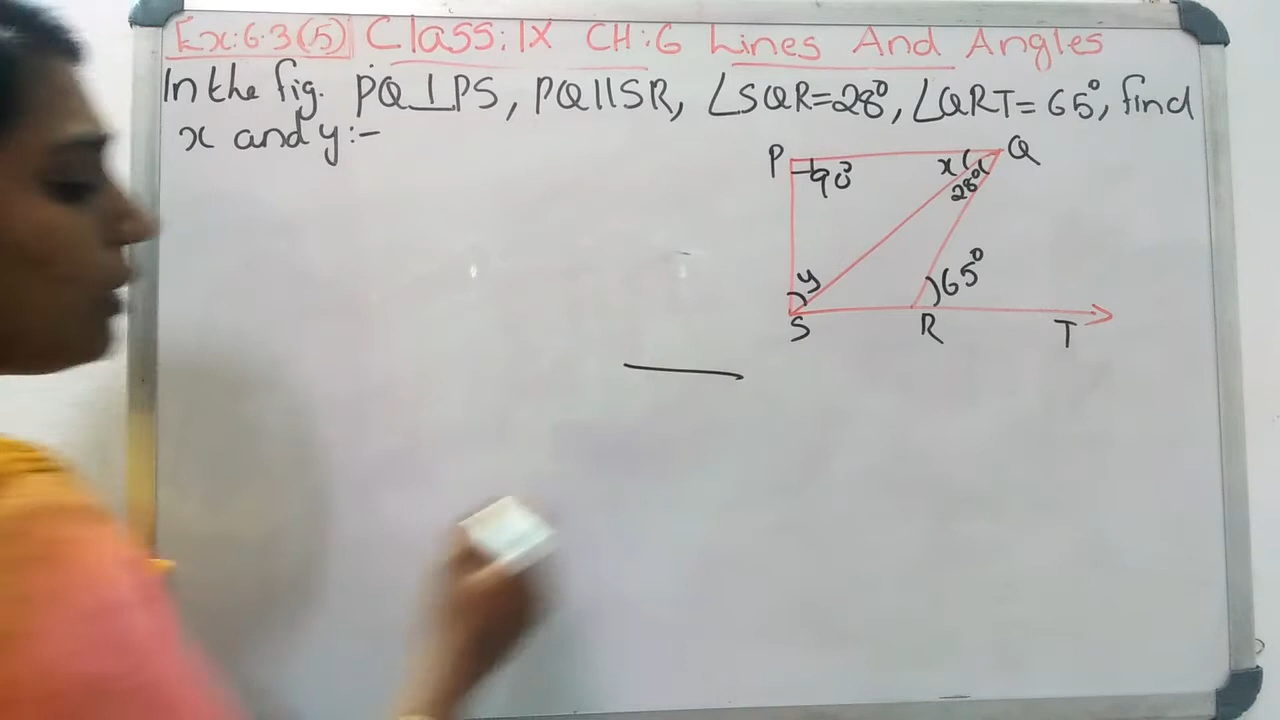 Ex:6.3(5) Class:IX CH:6 Lines And Angles
In the fig. PQ⊥PS, PQ||SR, ∠SQR=28°, ∠QRT=65°, find
x and y:-
P Q
90° x
28°
y 65°
S R T